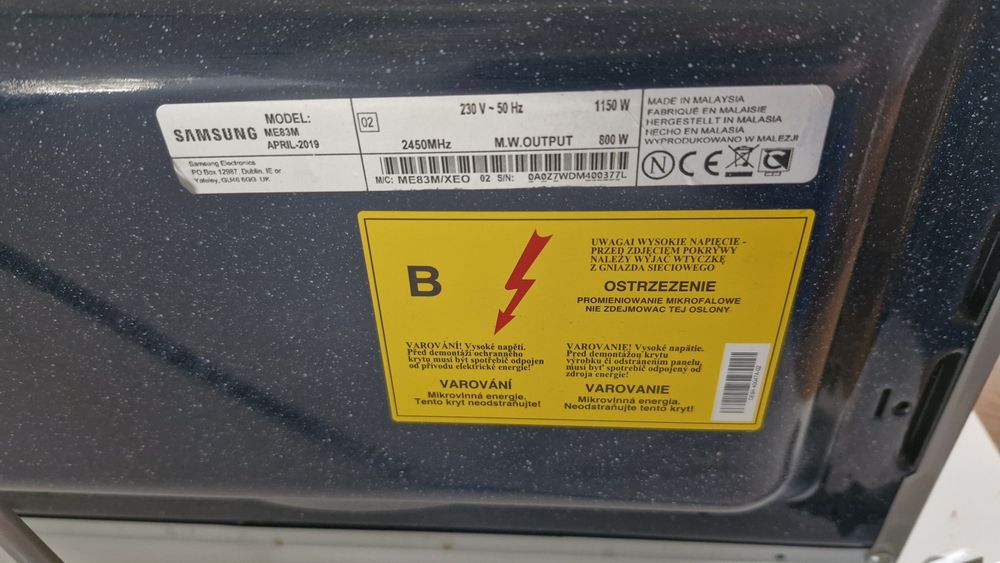 SAMSUNG
MODEL:
ME83M
APRIL-2019
Samsung Electronics
PO Box 12987, Dublin, IE or
Yateley, GU46 6GG, UK
02
230 V ~ 50 Hz 1150 W
2450MHz M.W.OUTPUT 800 W
M/C: ME83M/XEO 02 S/N: 0A0Z7WDM400377L
MADE IN MALAYSIA
FABRIQUÉ EN MALAISIE
HERGESTELLT IN MALASIA
HECHO EN MALASIA
WYPRODUKOWANO W MALEZJI
N CE
B
UWAGA! WYSOKIE NAPIĘCIE -
PRZED ZDJĘCIEM POKRYWY
NALEŻY WYJĄĆ WTYCZKĘ
Z GNIAZDA SIECIOWEGO
OSTRZEZENIE
PROMIENIOWANIE MIKROFALOWE
NIE ZDEJMOWAC TEJ OSLONY
VAROVÁNÍ! Vysoké napětí.
Před demontáží ochranného
krytu musí být spotřebič odpojen
od přívodu elektrické energie!
VAROVÁNÍ
Mikrovlnná energie.
Tento kryt neodstraňujte!
VAROVANIE! Vysoké napätie.
Pred demontážou krytu
výrobku či odstránením panelu,
musí byť spotrebič odpojený od
zdroja energie!
VAROVANIE
Mikrovlnná energia.
Neodstraňujte tento kryt!